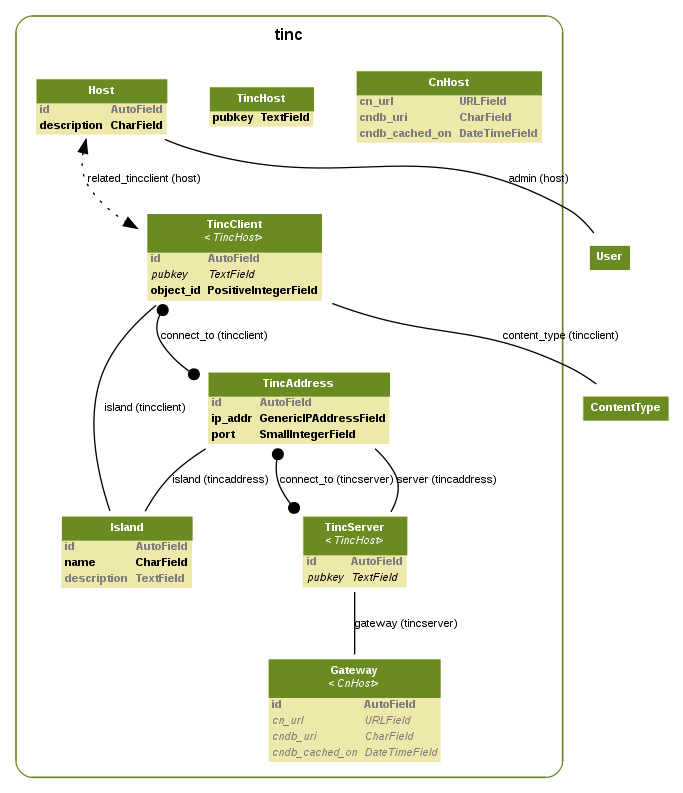 tinc
Host
id AutoField
description CharField
TincHost
pubkey TextField
CnHost
cn_url URLField
cndb_uri CharField
cndb_cached_on DateTimeField
related_tincclient (host)
admin (host)
User
TincClient
< TincHost>
id AutoField
pubkey TextField
object_id PositiveIntegerField
connect_to (tincclient)
content_type (tincclient)
ContentType
island (tincclient)
TincAddress
id AutoField
ip_addr GenericIPAddressField
port SmallIntegerField
island (tincaddress)
connect_to (tincserver)
server (tincaddress)
Island
id AutoField
name CharField
description TextField
TincServer
< TincHost>
id AutoField
pubkey TextField
gateway (tincserver)
Gateway
< CnHost>
id AutoField
cn_url URLField
cndb_uri CharField
cndb_cached_on DateTimeField